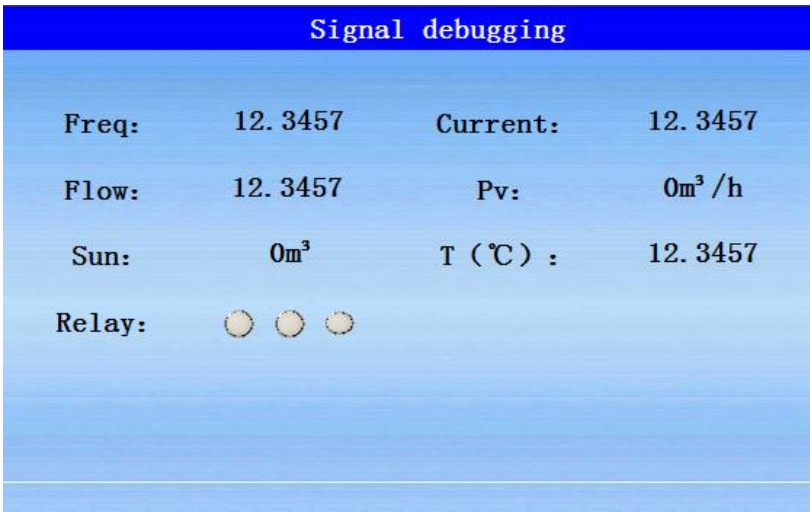 Signal debugging
Freq: 12.3457 Current: 12.3457
Flow: 12.3457 Pv: 0m³/h
Sun: 0m³ T（℃）: 12.3457
Relay: